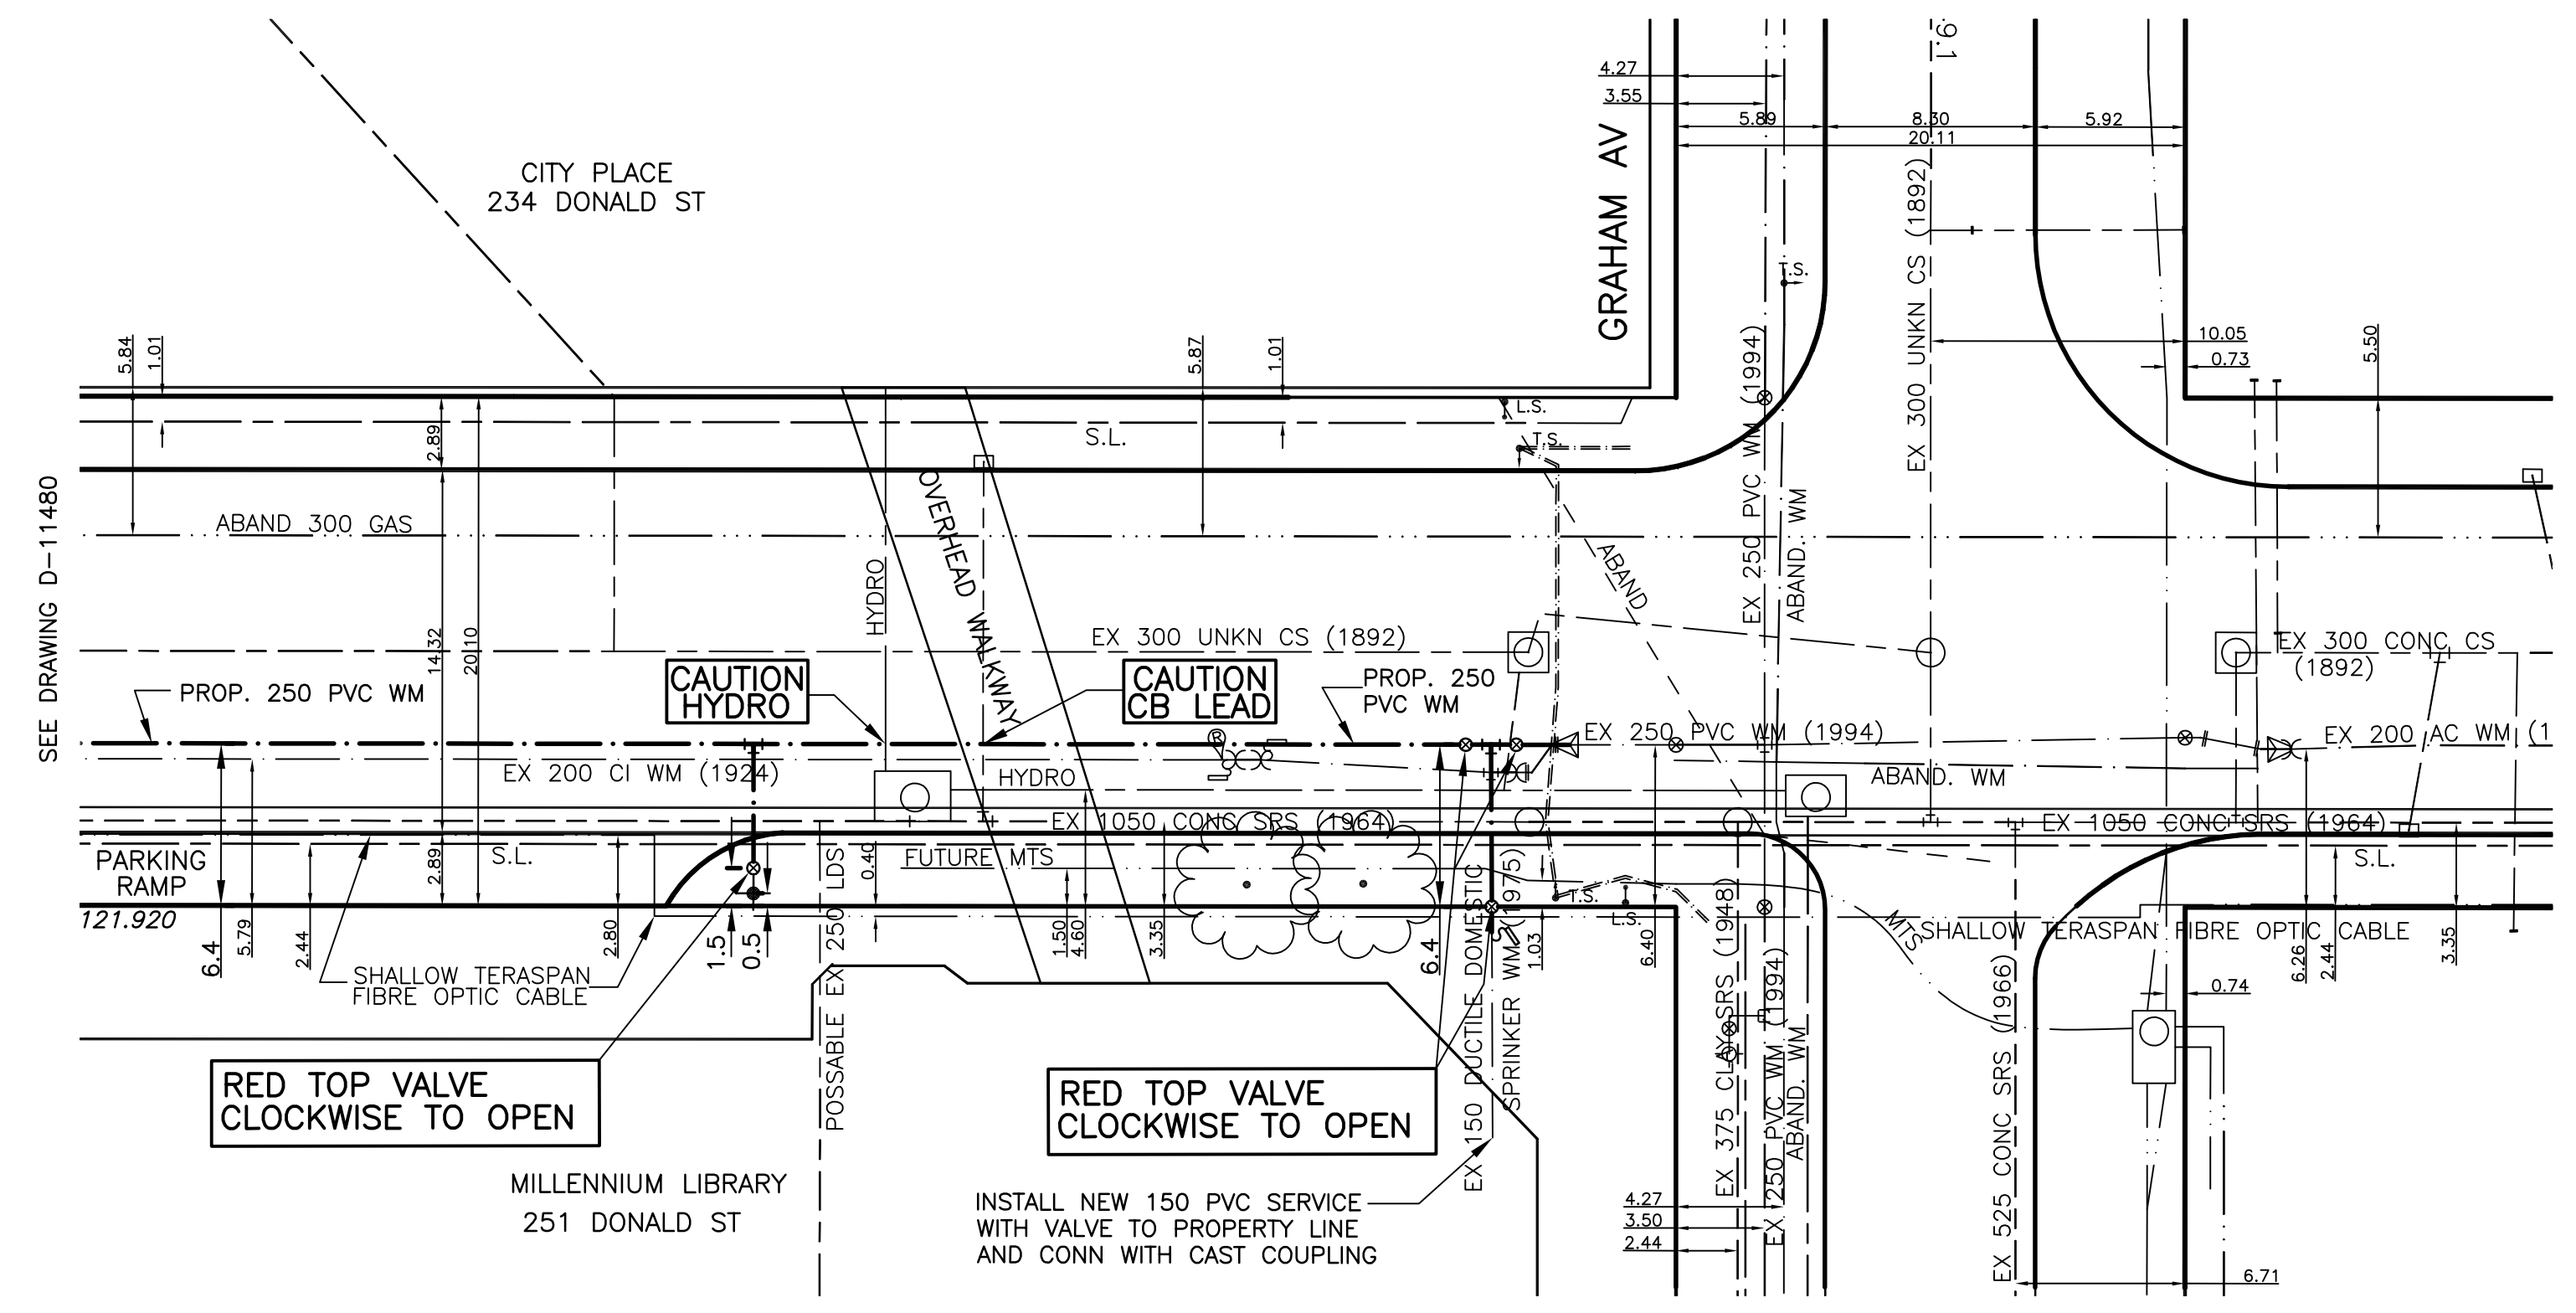 CITY PLACE
234 DONALD ST
GRAHAM AV
4.27
3.55
5.89
8.30
5.92
20.11
9.1
EX 300 UNKN CS (1892)
T.S.
10.05
0.73
5.50
5.84
1.01
5.87
1.01
2.89
S.L.
L.S.
T.S.
EX 250 PVC WM (1994)
ABAND. WM
SEE DRAWING D-11480
ABAND 300 GAS
HYDRO
OVERHEAD WALKWAY
ABAND
14.32
20.10
EX 300 UNKN CS (1892)
EX 300 CONC CS
(1892)
CAUTION
HYDRO
CAUTION
CB LEAD
PROP. 250 PVC WM
PROP. 250
PVC WM
R
EX 250 PVC WM (1994)
EX 200 AC WM (1
EX 200 CI WM (1924)
HYDRO
ABAND. WM
EX 1050 CONC SRS (1964)
EX 1050 CONC SRS (1964)
PARKING
RAMP
121.920
S.L.
FUTURE MTS
0.40
S.L.
2.89
T.S.
L.S.
MTS
SHALLOW TERASPAN FIBRE OPTIC CABLE
6.4
5.79
2.44
2.80
1.5
0.5
1.50
4.60
3.35
6.4
1.03
6.40
6.26
2.44
3.35
SHALLOW TERASPAN
FIBRE OPTIC CABLE
POSSABLE EX 250 LDS
EX 150 DUCTILE DOMESTIC
SPRINKER WM (1975)
EX 375 CLAY SRS (1948)
EX 250 PVC WM (1994)
ABAND. WM
EX 525 CONC SRS (1966)
0.74
RED TOP VALVE
CLOCKWISE TO OPEN
RED TOP VALVE
CLOCKWISE TO OPEN
MILLENNIUM LIBRARY
251 DONALD ST
INSTALL NEW 150 PVC SERVICE
WITH VALVE TO PROPERTY LINE
AND CONN WITH CAST COUPLING
4.27
3.50
2.44
6.71